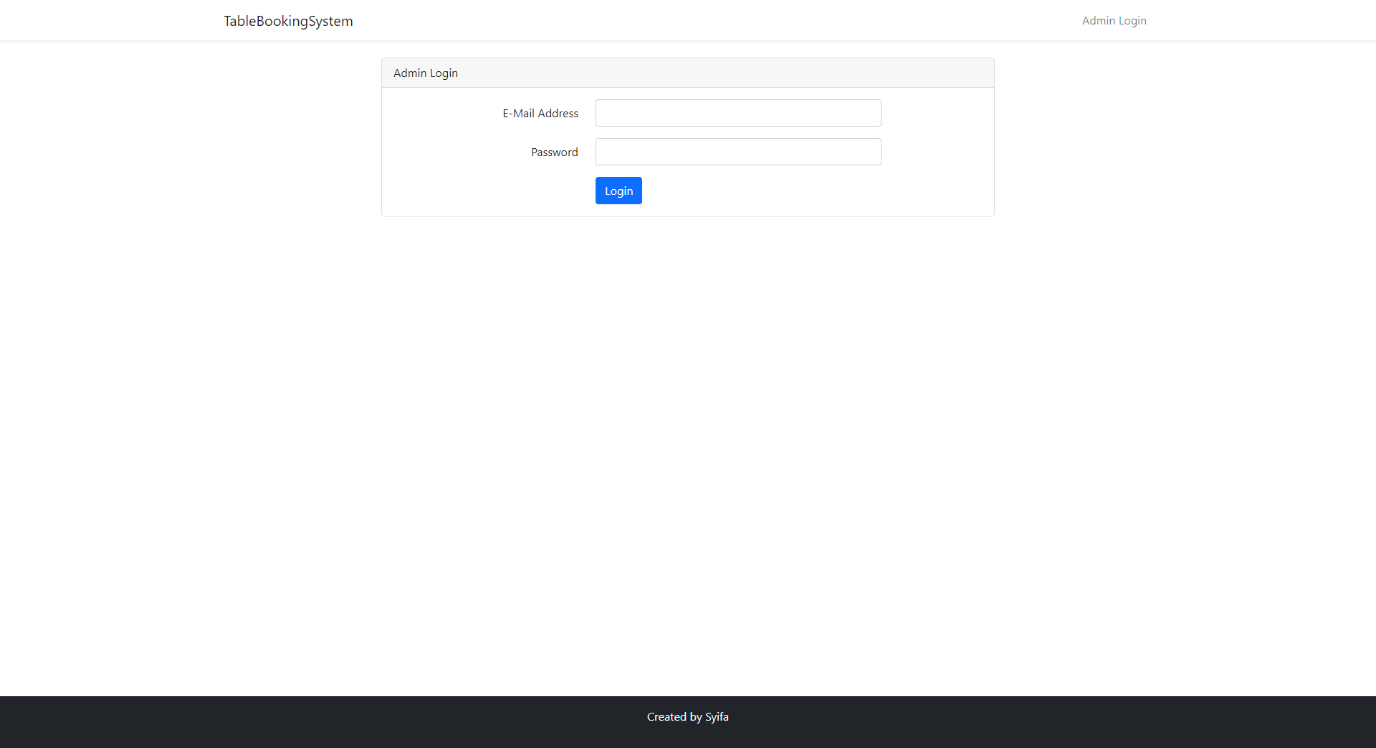 TableBookingSystem
Admin Login
Admin Login
E-Mail Address
Password
Login
Created by Syifa